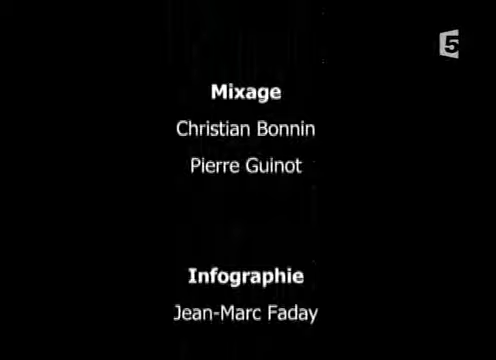 5
Mixage
Christian Bonnin
Pierre Guinot
Infographie
Jean-Marc Faday